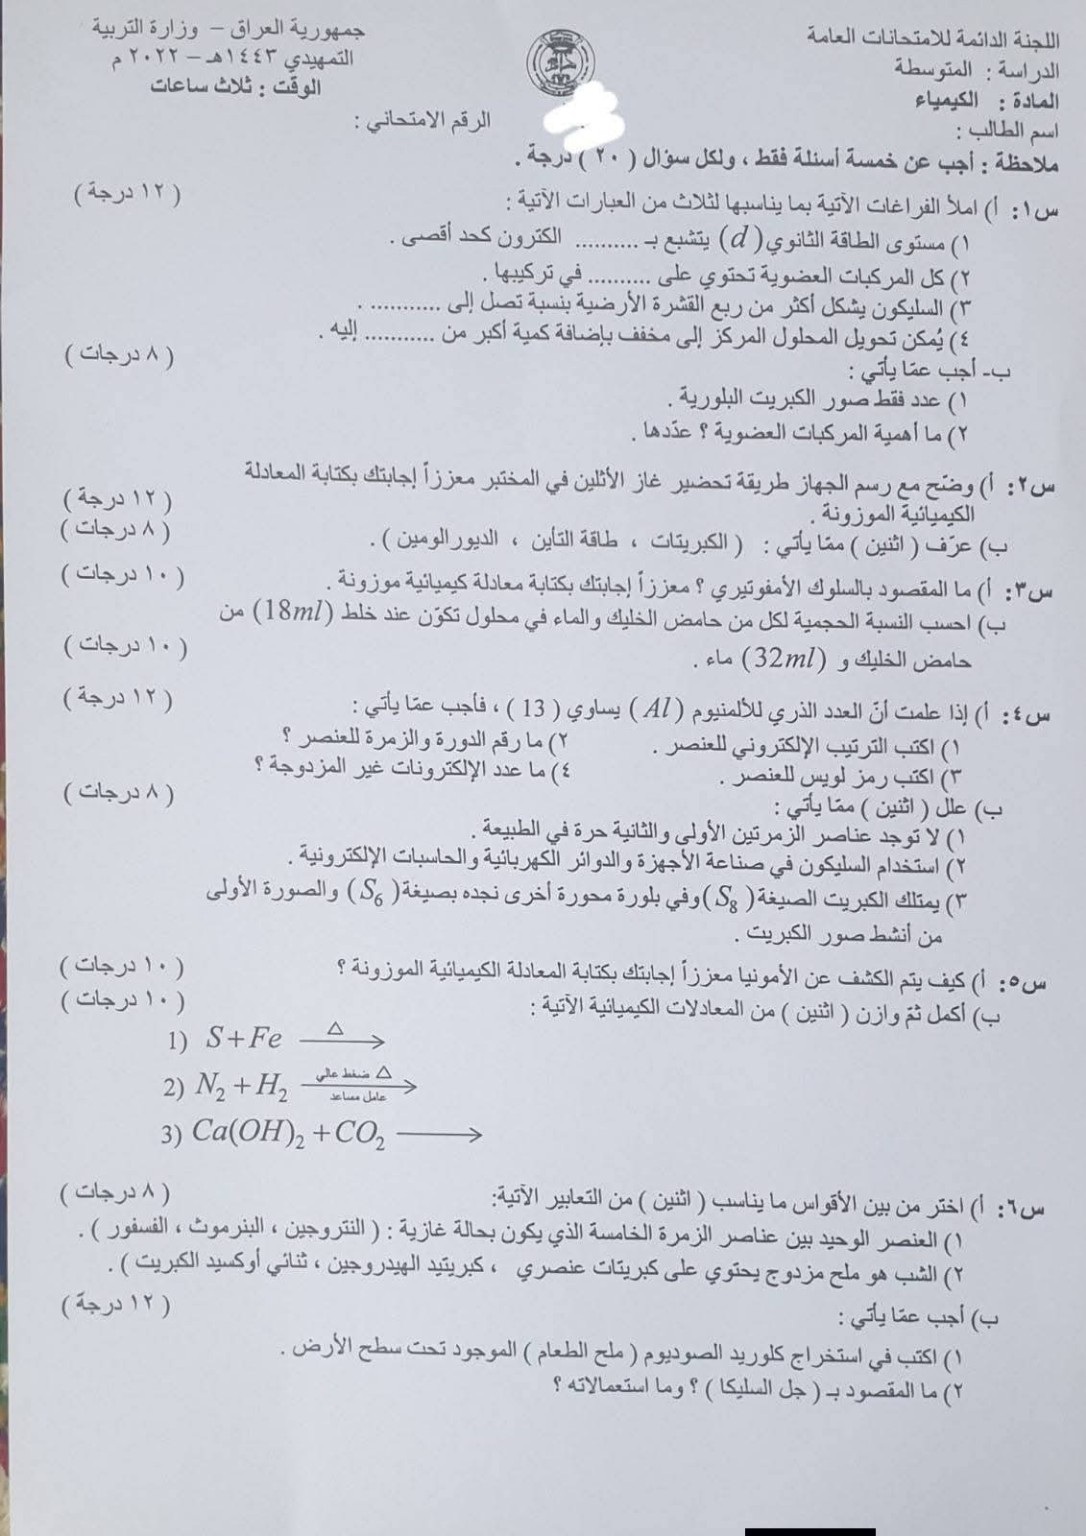 اللجنة الدائمة للامتحانات العامة
الدراسة : المتوسطة
المادة : الكيمياء
اسم الطالب :
جمهورية العراق – وزارة التربية
التمهيدي ١٤٤٣هـ – ٢٠٢٢ م
الوقت : ثلاث ساعات
الرقم الامتحاني :
ملاحظة : أجب عن خمسة أسئلة فقط ، ولكل سؤال ( ٢٠ ) درجة .
س١: أ) املأ الفراغات الآتية بما يناسبها لثلاث من العبارات الآتية : ( ١٢ درجة )
١) مستوى الطاقة الثانوي ( d ) يتشبع بـ .......... الكترون كحد أقصى .
٢) كل المركبات العضوية تحتوي على .......... في تركيبها .
٣) السليكون يشكل أكثر من ربع القشرة الأرضية بنسبة تصل إلى ........... .
٤) يُمكن تحويل المحلول المركز إلى مخفف بإضافة كمية أكبر من ........... إليه .
ب- أجب عمّا يأتي : ( ٨ درجات )
١) عدد فقط صور الكبريت البلورية .
٢) ما أهمية المركبات العضوية ؟ عدّدها .
س٢: أ) وضّح مع رسم الجهاز طريقة تحضير غاز الأثلين في المختبر معززاً إجابتك بكتابة المعادلة
الكيميائية الموزونة . ( ١٢ درجة )
ب) عرّف ( اثنين ) ممّا يأتي : ( الكبريتات ، طاقة التأين ، الديورالومين ) . ( ٨ درجات )
س٣: أ) ما المقصود بالسلوك الأمفوتيري ؟ معززاً إجابتك بكتابة معادلة كيميائية موزونة . ( ١٠ درجات )
ب) احسب النسبة الحجمية لكل من حامض الخليك والماء في محلول تكوّن عند خلط (18ml) من
حامض الخليك و (32ml) ماء . ( ١٠ درجات )
س٤: أ) إذا علمت أنّ العدد الذري للألمنيوم ( Al ) يساوي ( 13 ) ، فأجب عمّا يأتي : ( ١٢ درجة )
١) اكتب الترتيب الإلكتروني للعنصر . ٢) ما رقم الدورة والزمرة للعنصر ؟
٣) اكتب رمز لويس للعنصر . ٤) ما عدد الإلكترونات غير المزدوجة ؟
ب) علل ( اثنين ) ممّا يأتي : ( ٨ درجات )
١) لا توجد عناصر الزمرتين الأولى والثانية حرة في الطبيعة .
٢) استخدام السليكون في صناعة الأجهزة والدوائر الكهربائية والحاسبات الإلكترونية .
٣) يمتلك الكبريت الصيغة( S₈ )وفي بلورة محورة أخرى نجده بصيغة( S₆ ) والصورة الأولى
من أنشط صور الكبريت .
س٥: أ) كيف يتم الكشف عن الأمونيا معززاً إجابتك بكتابة المعادلة الكيميائية الموزونة ؟ ( ١٠ درجات )
ب) أكمل ثمّ وازن ( اثنين ) من المعادلات الكيميائية الآتية : ( ١٠ درجات )
1) S+Fe △ →
2) N₂ + H₂ ضغط عالي △ → عامل مساعد
3) Ca(OH)₂ + CO₂ →
س٦: أ) اختر من بين الأقواس ما يناسب ( اثنين ) من التعابير الآتية: ( ٨ درجات )
١) العنصر الوحيد بين عناصر الزمرة الخامسة الذي يكون بحالة غازية : ( النتروجين ، البزموث ، الفسفور ) .
٢) الشب هو ملح مزدوج يحتوي على كبريتات عنصري ، كبريتيد الهيدروجين ، ثنائي أوكسيد الكبريت ) .
ب) أجب عمّا يأتي : ( ١٢ درجة )
١) اكتب في استخراج كلوريد الصوديوم ( ملح الطعام ) الموجود تحت سطح الأرض .
٢) ما المقصود بـ ( جل السليكا ) ؟ وما استعمالاته ؟